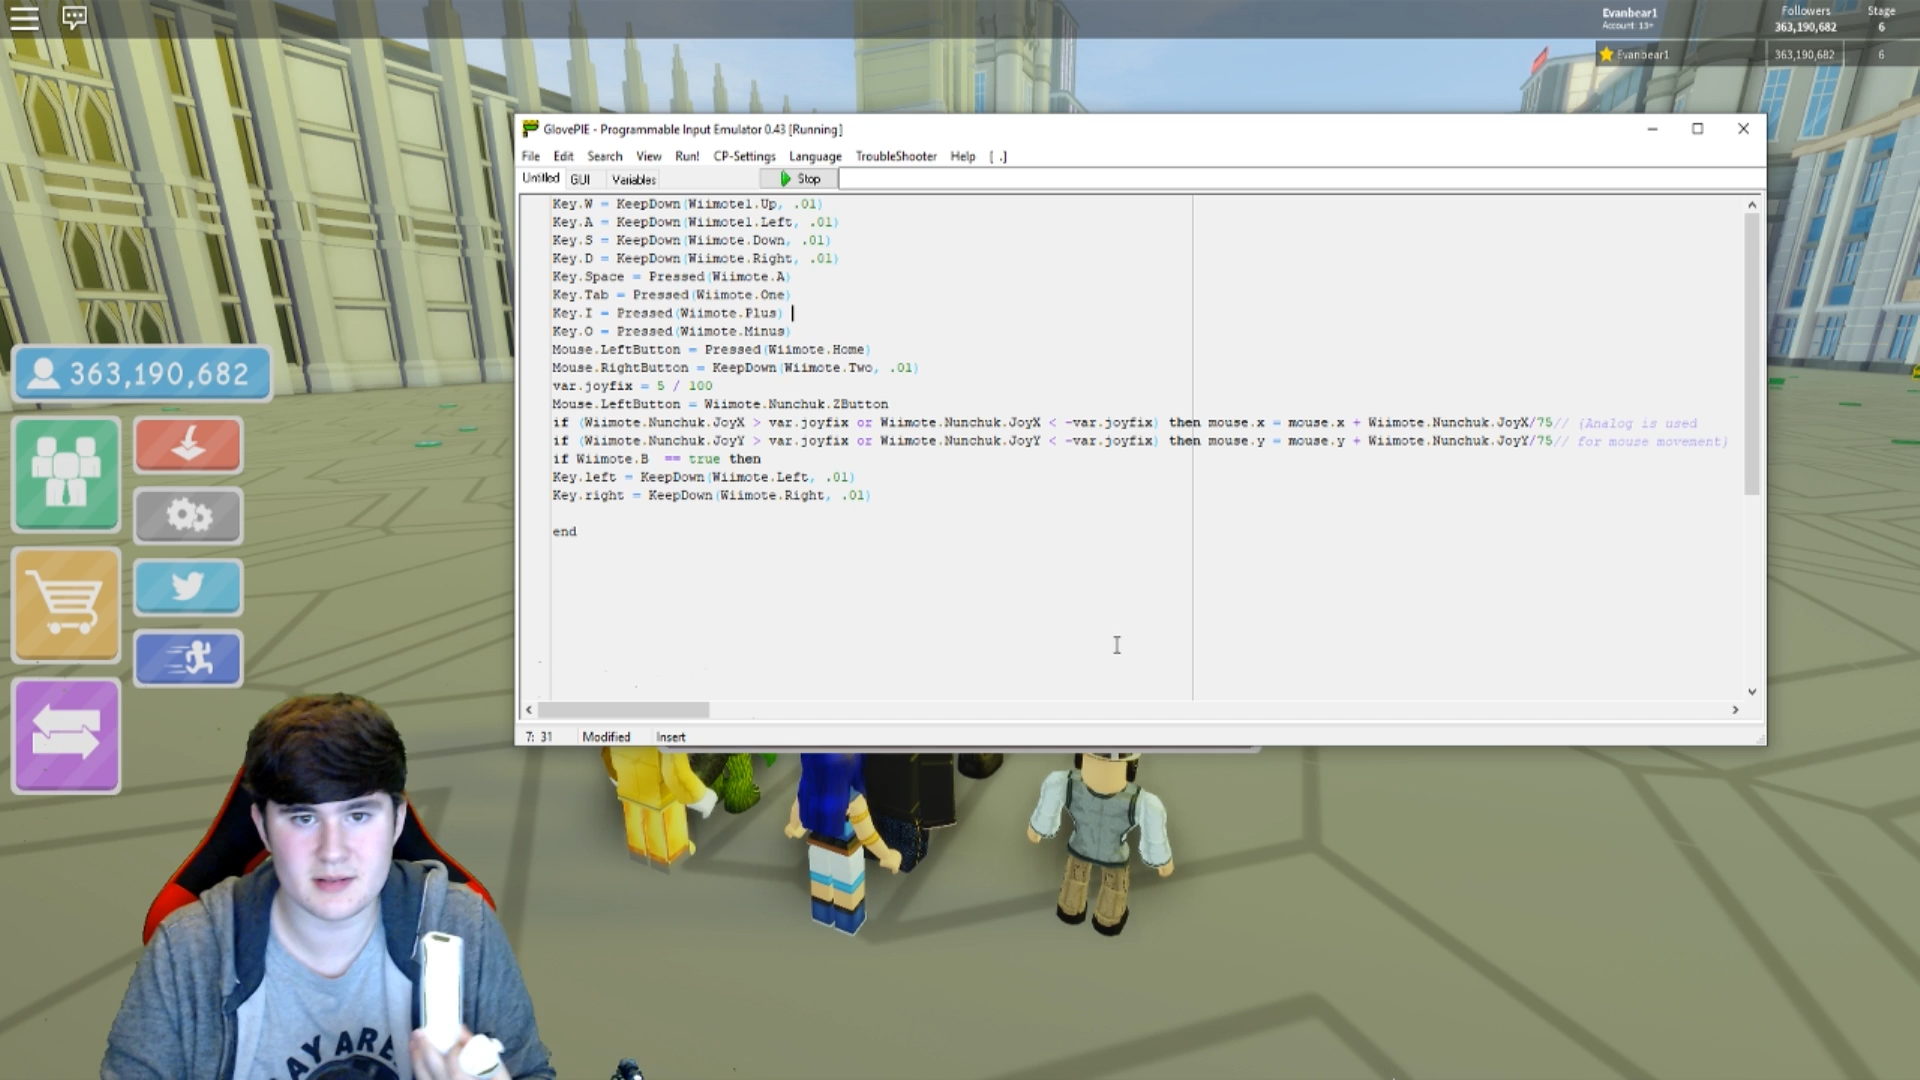 Evanbear1
Account: 13+
Followers
363,190,682
Stage
6
Evanbear1
363,190,682
6
GlovePIE - Programmable Input Emulator 0.43 [Running]
File Edit Search View Run! CP-Settings Language TroubleShooter Help [ .]
Untitled GUI Variables Stop
Key.W = KeepDown(Wiimote1.Up, .01)
Key.A = KeepDown(Wiimote1.Left, .01)
Key.S = KeepDown(Wiimote.Down, .01)
Key.D = KeepDown(Wiimote.Right, .01)
Key.Space = Pressed(Wiimote.A)
Key.Tab = Pressed(Wiimote.One)
Key.I = Pressed(Wiimote.Plus)
Key.O = Pressed(Wiimote.Minus)
Mouse.LeftButton = Pressed(Wiimote.Home)
Mouse.RightButton = KeepDown(Wiimote.Two, .01)
var.joyfix = 5 / 100
Mouse.LeftButton = Wiimote.Nunchuk.ZButton
if (Wiimote.Nunchuk.JoyX > var.joyfix or Wiimote.Nunchuk.JoyX < -var.joyfix) then mouse.x = mouse.x + Wiimote.Nunchuk.JoyX/75// (Analog is used
if (Wiimote.Nunchuk.JoyY > var.joyfix or Wiimote.Nunchuk.JoyY < -var.joyfix) then mouse.y = mouse.y + Wiimote.Nunchuk.JoyY/75// for mouse movement)
if Wiimote.B == true then
Key.left = KeepDown(Wiimote.Left, .01)
Key.right = KeepDown(Wiimote.Right, .01)
end
7: 31 Modified Insert
363,190,682
AY ARE